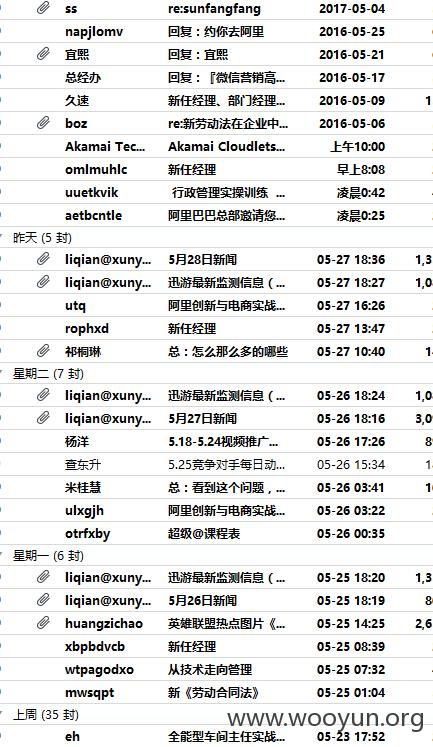 ss re:sunfangfang 2017-05-04
napjlomv 回复：约你去阿里 2016-05-25
宜熙 回复：宜熙 2016-05-21
总经办 回复：『微信营销高... 2016-05-17
久速 新任经理、部门经理... 2016-05-09 1
boz re:新劳动法在企业中... 2016-05-06
Akamai Tec... Akamai Cloudlets... 上午10:00
omlmuhlc 新任经理 早上8:08
uuetkvik 行政管理实操训练 ... 凌晨0:42
aetbcntle 阿里巴巴总部邀请您... 凌晨0:25
昨天 (5 封)
liqian@xuny... 5月28日新闻 05-27 18:36 1,3
liqian@xuny... 迅游最新监测信息（... 05-27 18:27 1,0
utq 阿里创新与电商实战... 05-27 16:26
rophxd 新任经理 05-27 13:47
祁桐琳 总：怎么那么多的哪些 05-27 10:40 14
星期二 (7 封)
liqian@xuny... 迅游最新监测信息（... 05-26 18:24 1,0
liqian@xuny... 5月27日新闻 05-26 18:16 3,0
杨洋 5.18-5.24视频推广... 05-26 17:26 8
查东升 5.25竞争对手每日动... 05-26 15:34 1
米桂慧 总：看到这个问题，... 05-26 03:41 1
ulxgjh 阿里创新与电商实战... 05-26 03:22
otrfxby 超级@课程表 05-26 00:35
星期一 (6 封)
liqian@xuny... 迅游最新监测信息（... 05-25 18:20 1,3
liqian@xuny... 5月26日新闻 05-25 18:19 8
huangzichao 英雄联盟热点图片《... 05-25 14:25 2,6
xbpbdvcb 新任经理 05-25 08:39
wtpagodxo 从技术走向管理 05-25 07:32
mwsqpt 新《劳动合同法》 05-25 01:04
上周 (35 封)
eh 全能型车间主任实战... 05-23 17:52
www.wooyun.org